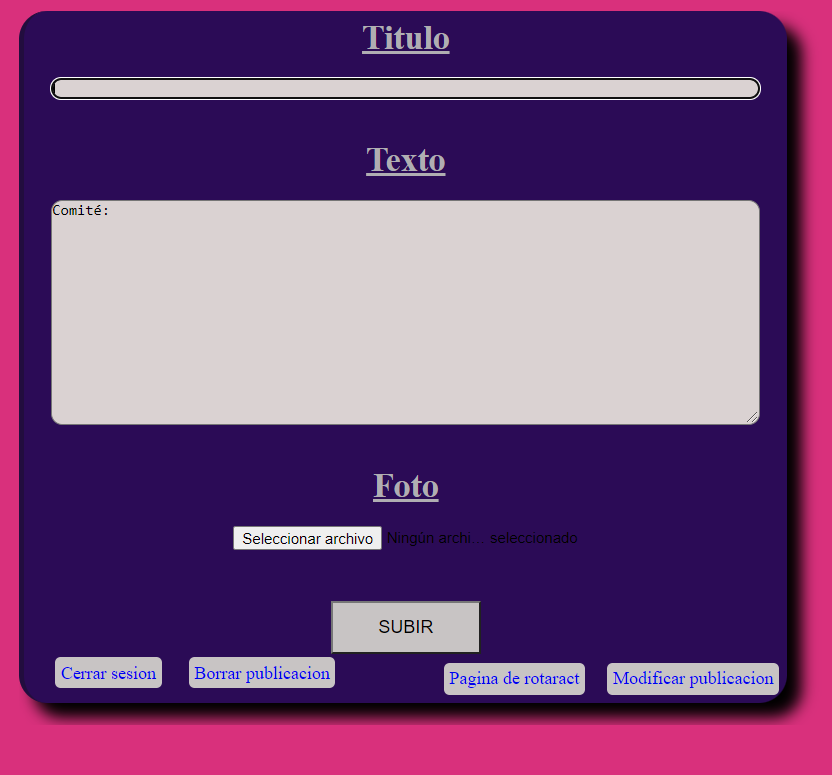 Titulo
Texto
Comité:
Foto
Seleccionar archivo Ningún archi... seleccionado
SUBIR
Cerrar sesion Borrar publicacion Pagina de rotaract Modificar publicacion